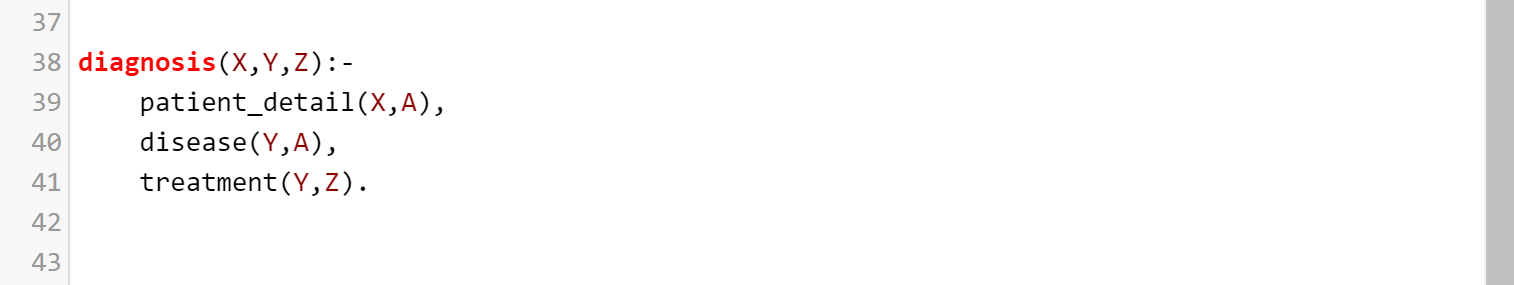 37
38 diagnosis(X,Y,Z):-
39     patient_detail(X,A),
40     disease(Y,A),
41     treatment(Y,Z).
42
43